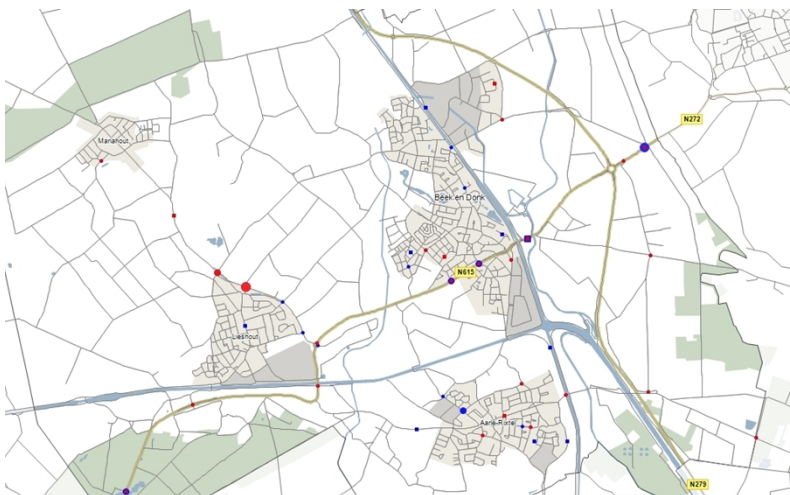 N272
Mariahout
Beek en Donk
N615
Lieshout
Aarle-Rixtel
N279